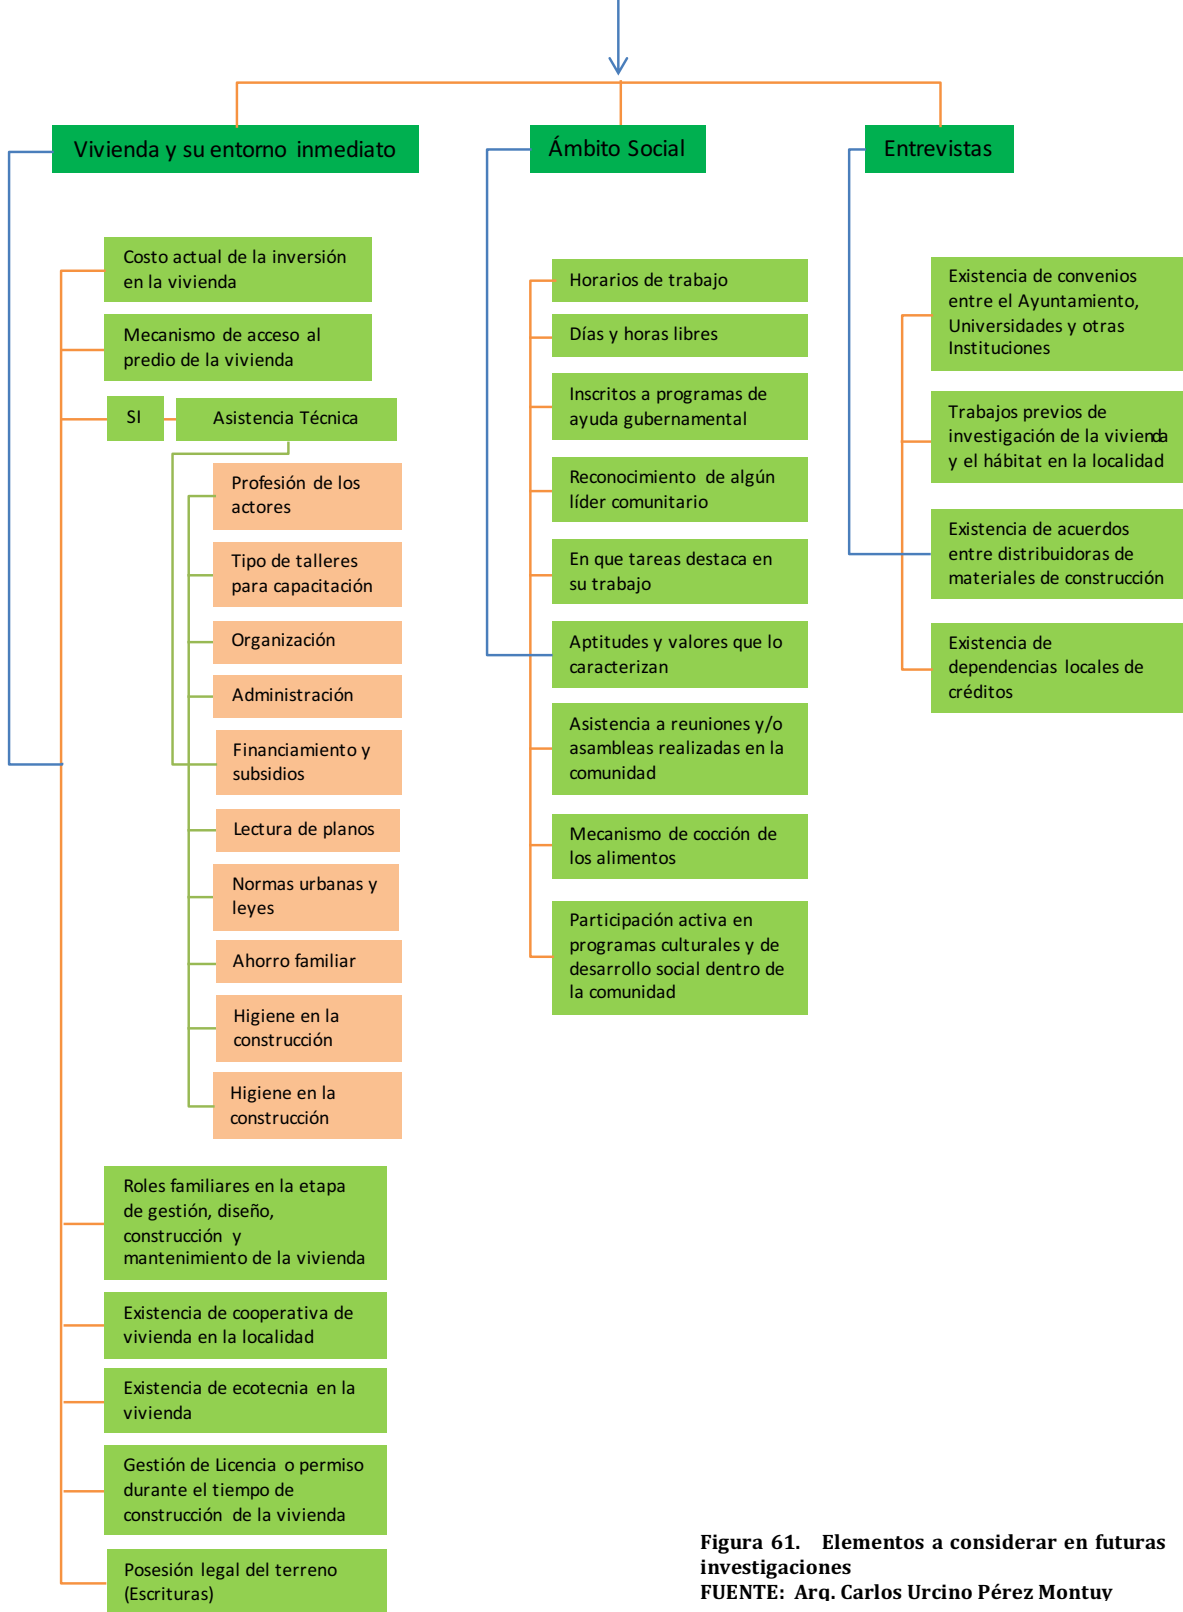 Vivienda y su entorno inmediato
Costo actual de la inversión
en la vivienda
Mecanismo de acceso al
predio de la vivienda
SI
Asistencia Técnica
Profesión de los
actores
Tipo de talleres
para capacitación
Organización
Administración
Financiamiento y
subsidios
Lectura de planos
Normas urbanas y
leyes
Ahorro familiar
Higiene en la
construcción
Higiene en la
construcción
Roles familiares en la etapa
de gestión, diseño,
construcción y
mantenimiento de la vivienda
Existencia de cooperativa de
vivienda en la localidad
Existencia de ecotecnia en la
vivienda
Gestión de Licencia o permiso
durante el tiempo de
construcción de la vivienda
Posesión legal del terreno
(Escrituras)
Ámbito Social
Horarios de trabajo
Días y horas libres
Inscritos a programas de
ayuda gubernamental
Reconocimiento de algún
líder comunitario
En que tareas destaca en
su trabajo
Aptitudes y valores que lo
caracterizan
Asistencia a reuniones y/o
asambleas realizadas en la
comunidad
Mecanismo de cocción de
los alimentos
Participación activa en
programas culturales y de
desarrollo social dentro de
la comunidad
Entrevistas
Existencia de convenios
entre el Ayuntamiento,
Universidades y otras
Instituciones
Trabajos previos de
investigación de la vivienda
y el hábitat en la localidad
Existencia de acuerdos
entre distribuidoras de
materiales de construcción
Existencia de
dependencias locales de
créditos
Figura 61. Elementos a considerar en futuras
investigaciones
FUENTE: Arq. Carlos Urcino Pérez Montuy